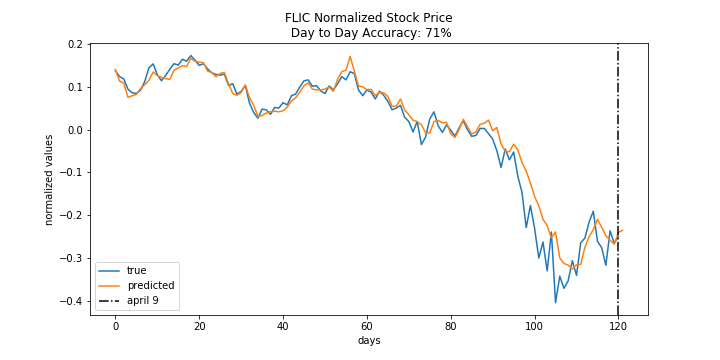 FLIC Normalized Stock Price
Day to Day Accuracy: 71%
normalized values
0.2
0.1
0.0
−0.1
−0.2
−0.3
−0.4
true
predicted
april 9
0 20 40 60 80 100 120
days